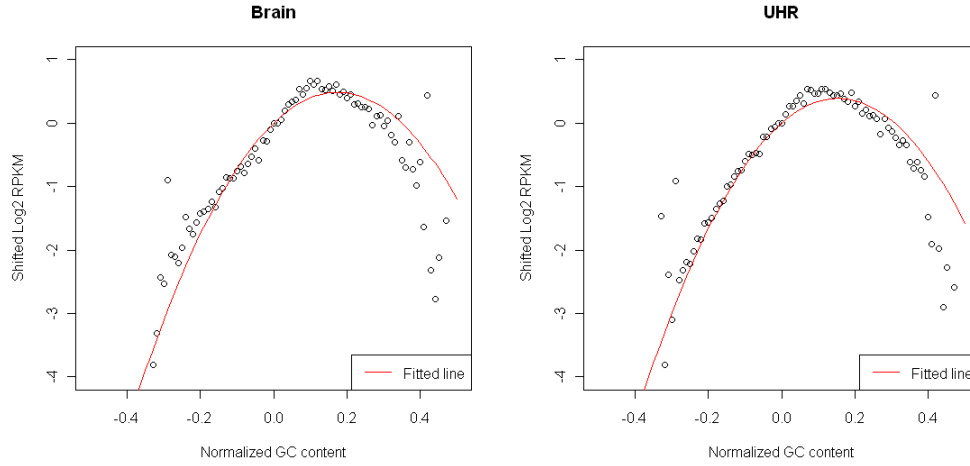 Brain
Shifted Log2 RPKM
1
0
-1
-2
-3
-4
-0.4
-0.2
0.0
0.2
0.4
Normalized GC content
Fitted line
UHR
Shifted Log2 RPKM
1
0
-1
-2
-3
-4
-0.4
-0.2
0.0
0.2
0.4
Normalized GC content
Fitted line